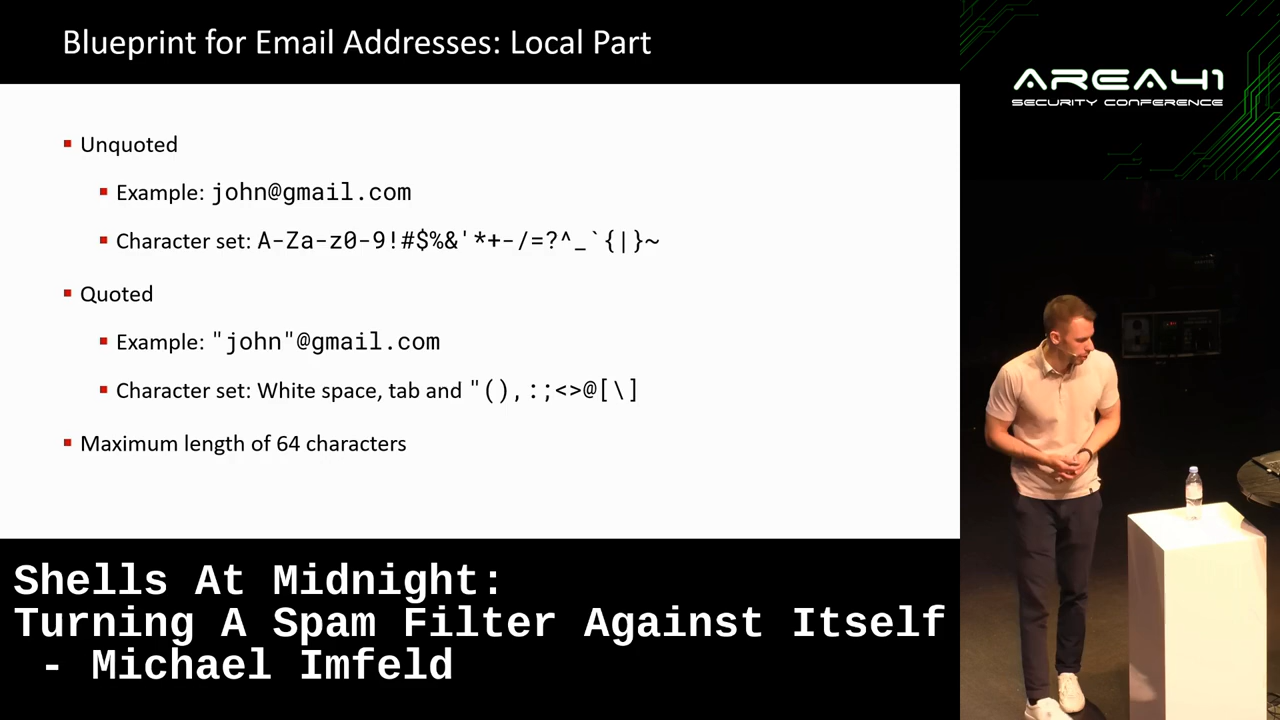 Blueprint for Email Addresses: Local Part
AREA41
SECURITY CONFERENCE
Unquoted
Example: john@gmail.com
Character set: A-Za-z0-9!#$%&'*+-/=?^_`{|}~
Quoted
Example: "john"@gmail.com
Character set: White space, tab and "(),:;<>@[\]
Maximum length of 64 characters
Shells At Midnight:
Turning A Spam Filter Against Itself
- Michael Imfeld